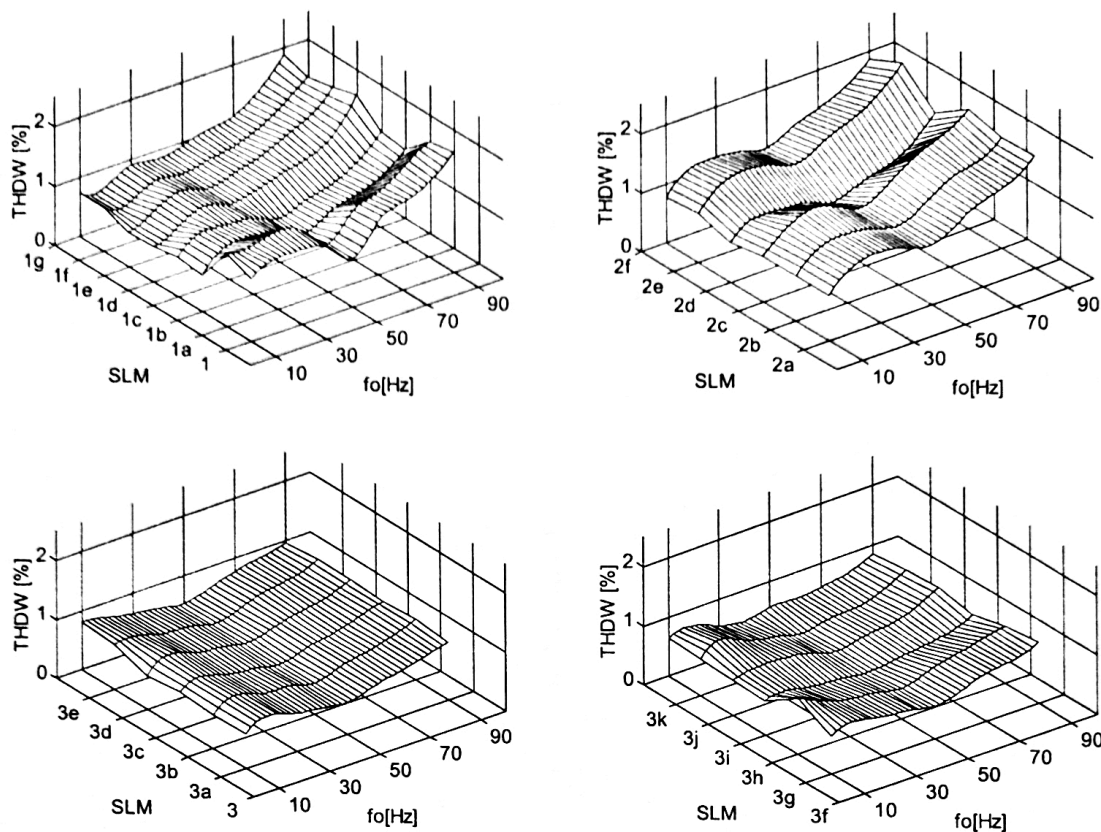 THDW [%]
2
1
0
1g
1f
1e
1d
1c
1b
1a
1
SLM
10
30
50
70
90
fo[Hz]
THDW [%]
2
1
0
2f
2e
2d
2c
2b
2a
SLM
10
30
50
70
90
fo[Hz]
THDW [%]
2
1
0
3e
3d
3c
3b
3a
3
SLM
10
30
50
70
90
fo[Hz]
THDW [%]
2
1
0
3k
3j
3i
3h
3g
3f
SLM
10
30
50
70
90
fo[Hz]